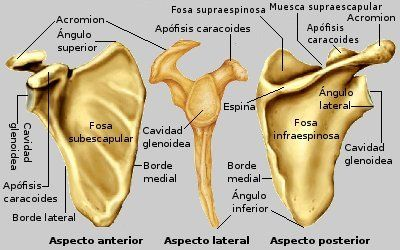 Acromion
Ángulo
superior
Fosa
subescapular
Cavidad
glenoidea
Apófisis
caracoides
Borde lateral
Borde
medial
Aspecto anterior
Apófisis caracoides
Cavidad
glenoidea
Aspecto lateral
Fosa supraespinosa
Muesca supraescapular
Acromion
Apófisis
caracoides
Espina
Ángulo
lateral
Fosa
infraespinosa
Cavidad
glenoidea
Borde
medial
Ángulo
inferior
Aspecto posterior